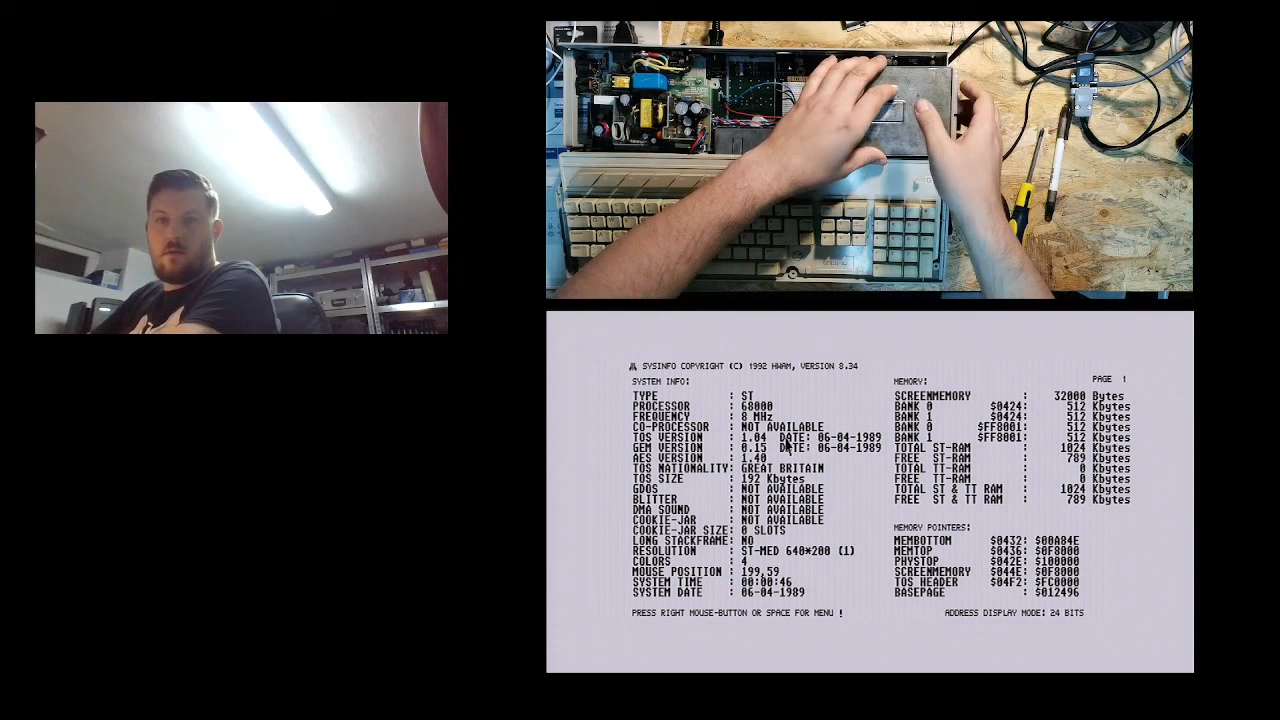 SYSINFO COPYRIGHT (C) 1992 HWAM, VERSION 8.34
PAGE 1
SYSTEM INFO:
TYPE : ST
PROCESSOR : 68000
FREQUENCY : 8 MHz
CO-PROCESSOR : NOT AVAILABLE
TOS VERSION : 1.04 DATE: 06-04-1989
GEM VERSION : 0.15 DATE: 06-04-1989
AES VERSION : 1.40
TOS NATIONALITY: GREAT BRITAIN
TOS SIZE : 192 Kbytes
GDOS : NOT AVAILABLE
BLITTER : NOT AVAILABLE
DMA SOUND : NOT AVAILABLE
COOKIE-JAR : NOT AVAILABLE
COOKIE-JAR SIZE: 0 SLOTS
LONG STACKFRAME: NO
RESOLUTION : ST-MED 640*200 (1)
COLORS : 4
MOUSE POSITION : 199,59
SYSTEM TIME : 00:00:46
SYSTEM DATE : 06-04-1989
MEMORY:
SCREENMEMORY : 32000 Bytes
BANK 0 $0424: 512 Kbytes
BANK 1 $0424: 512 Kbytes
BANK 0 $FF8001: 512 Kbytes
BANK 1 $FF8001: 512 Kbytes
TOTAL ST-RAM : 1024 Kbytes
FREE ST-RAM : 789 Kbytes
TOTAL TT-RAM : 0 Kbytes
FREE TT-RAM : 0 Kbytes
TOTAL ST & TT RAM : 1024 Kbytes
FREE ST & TT RAM : 789 Kbytes
MEMORY POINTERS:
MEMBOTTOM $0432: $00A84E
MEMTOP $0436: $0F8000
PHYSTOP $042E: $100000
SCREENMEMORY $044E: $0F8000
TOS HEADER $04F2: $FC0000
BASEPAGE : $012496
PRESS RIGHT MOUSE-BUTTON OR SPACE FOR MENU !
ADDRESS DISPLAY MODE: 24 BITS